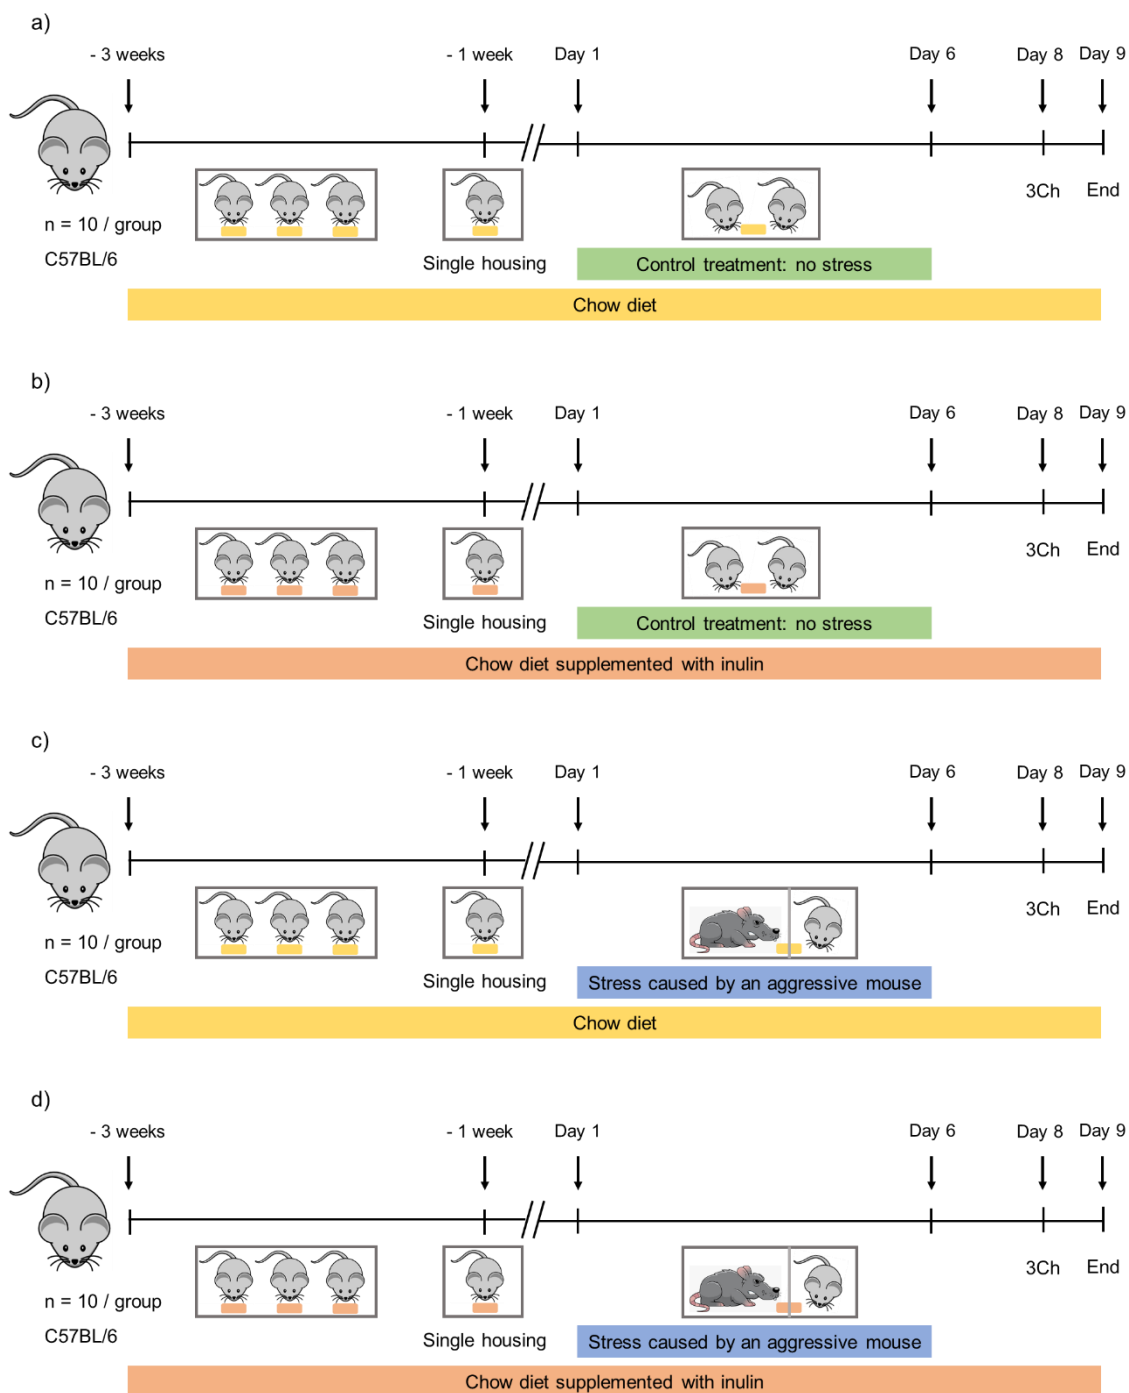 a)
- 3 weeks
- 1 week
Day 1
Day 6
Day 8
Day 9
n = 10 / group
C57BL/6
Single housing
3Ch
End
Control treatment: no stress
Chow diet
b)
- 3 weeks
- 1 week
Day 1
Day 6
Day 8
Day 9
n = 10 / group
C57BL/6
Single housing
3Ch
End
Control treatment: no stress
Chow diet supplemented with inulin
c)
- 3 weeks
- 1 week
Day 1
Day 6
Day 8
Day 9
n = 10 / group
C57BL/6
Single housing
3Ch
End
Stress caused by an aggressive mouse
Chow diet
d)
- 3 weeks
- 1 week
Day 1
Day 6
Day 8
Day 9
n = 10 / group
C57BL/6
Single housing
3Ch
End
Stress caused by an aggressive mouse
Chow diet supplemented with inulin